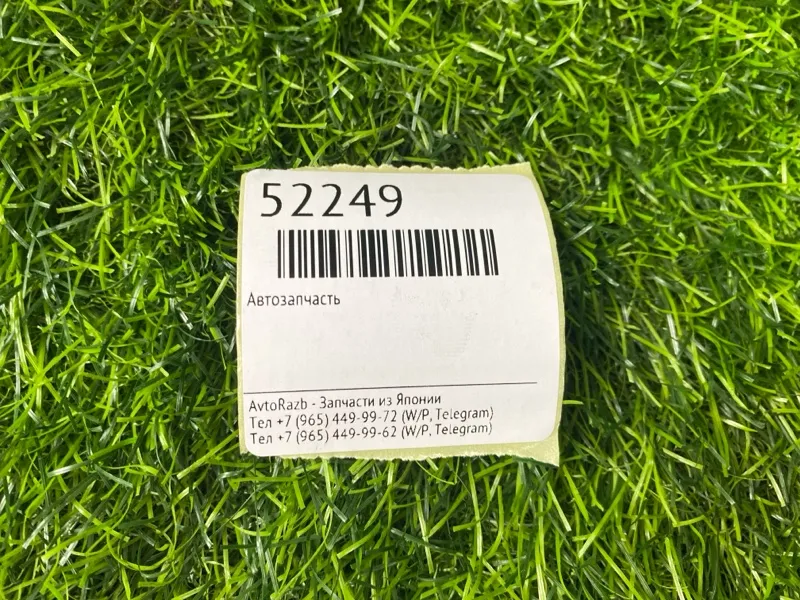 52249
Автозапчасть
AvtoRazb - Запчасти из Японии
Тел +7 (965) 449-99-72 (W/P, Telegram)
Тел +7 (965) 449-99-62 (W/P, Telegram)